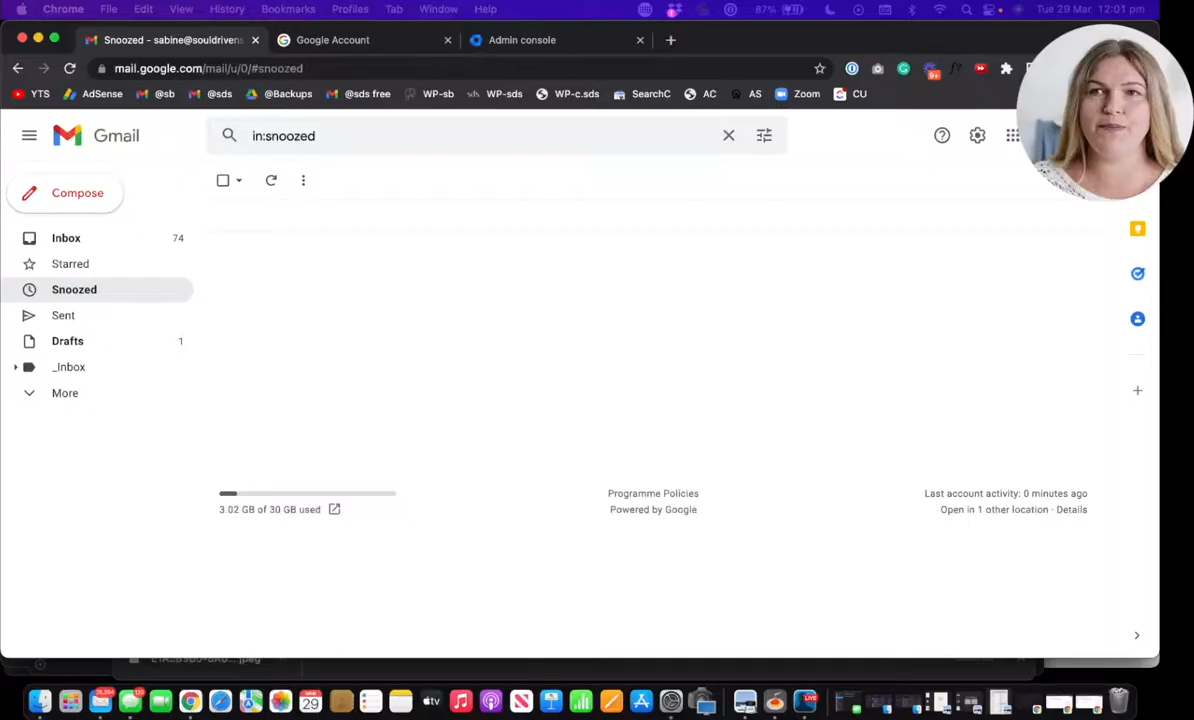 Chrome File Edit View History Bookmarks Profiles Tab Window Help 87% Tue 29 Mar 12:01 pm
Snoozed - sabine@souldrivens Google Account Admin console
mail.google.com/mail/u/0/#snoozed
YTS AdSense @sb @sds @Backups @sds free WP-sb WP-sds WP-c.sds SearchC AC AS Zoom CU
Gmail in:snoozed
Compose
Inbox 74
Starred
Snoozed
Sent
Drafts 1
_Inbox
More
Programme Policies Last account activity: 0 minutes ago
3.02 GB of 30 GB used Powered by Google Open in 1 other location · Details